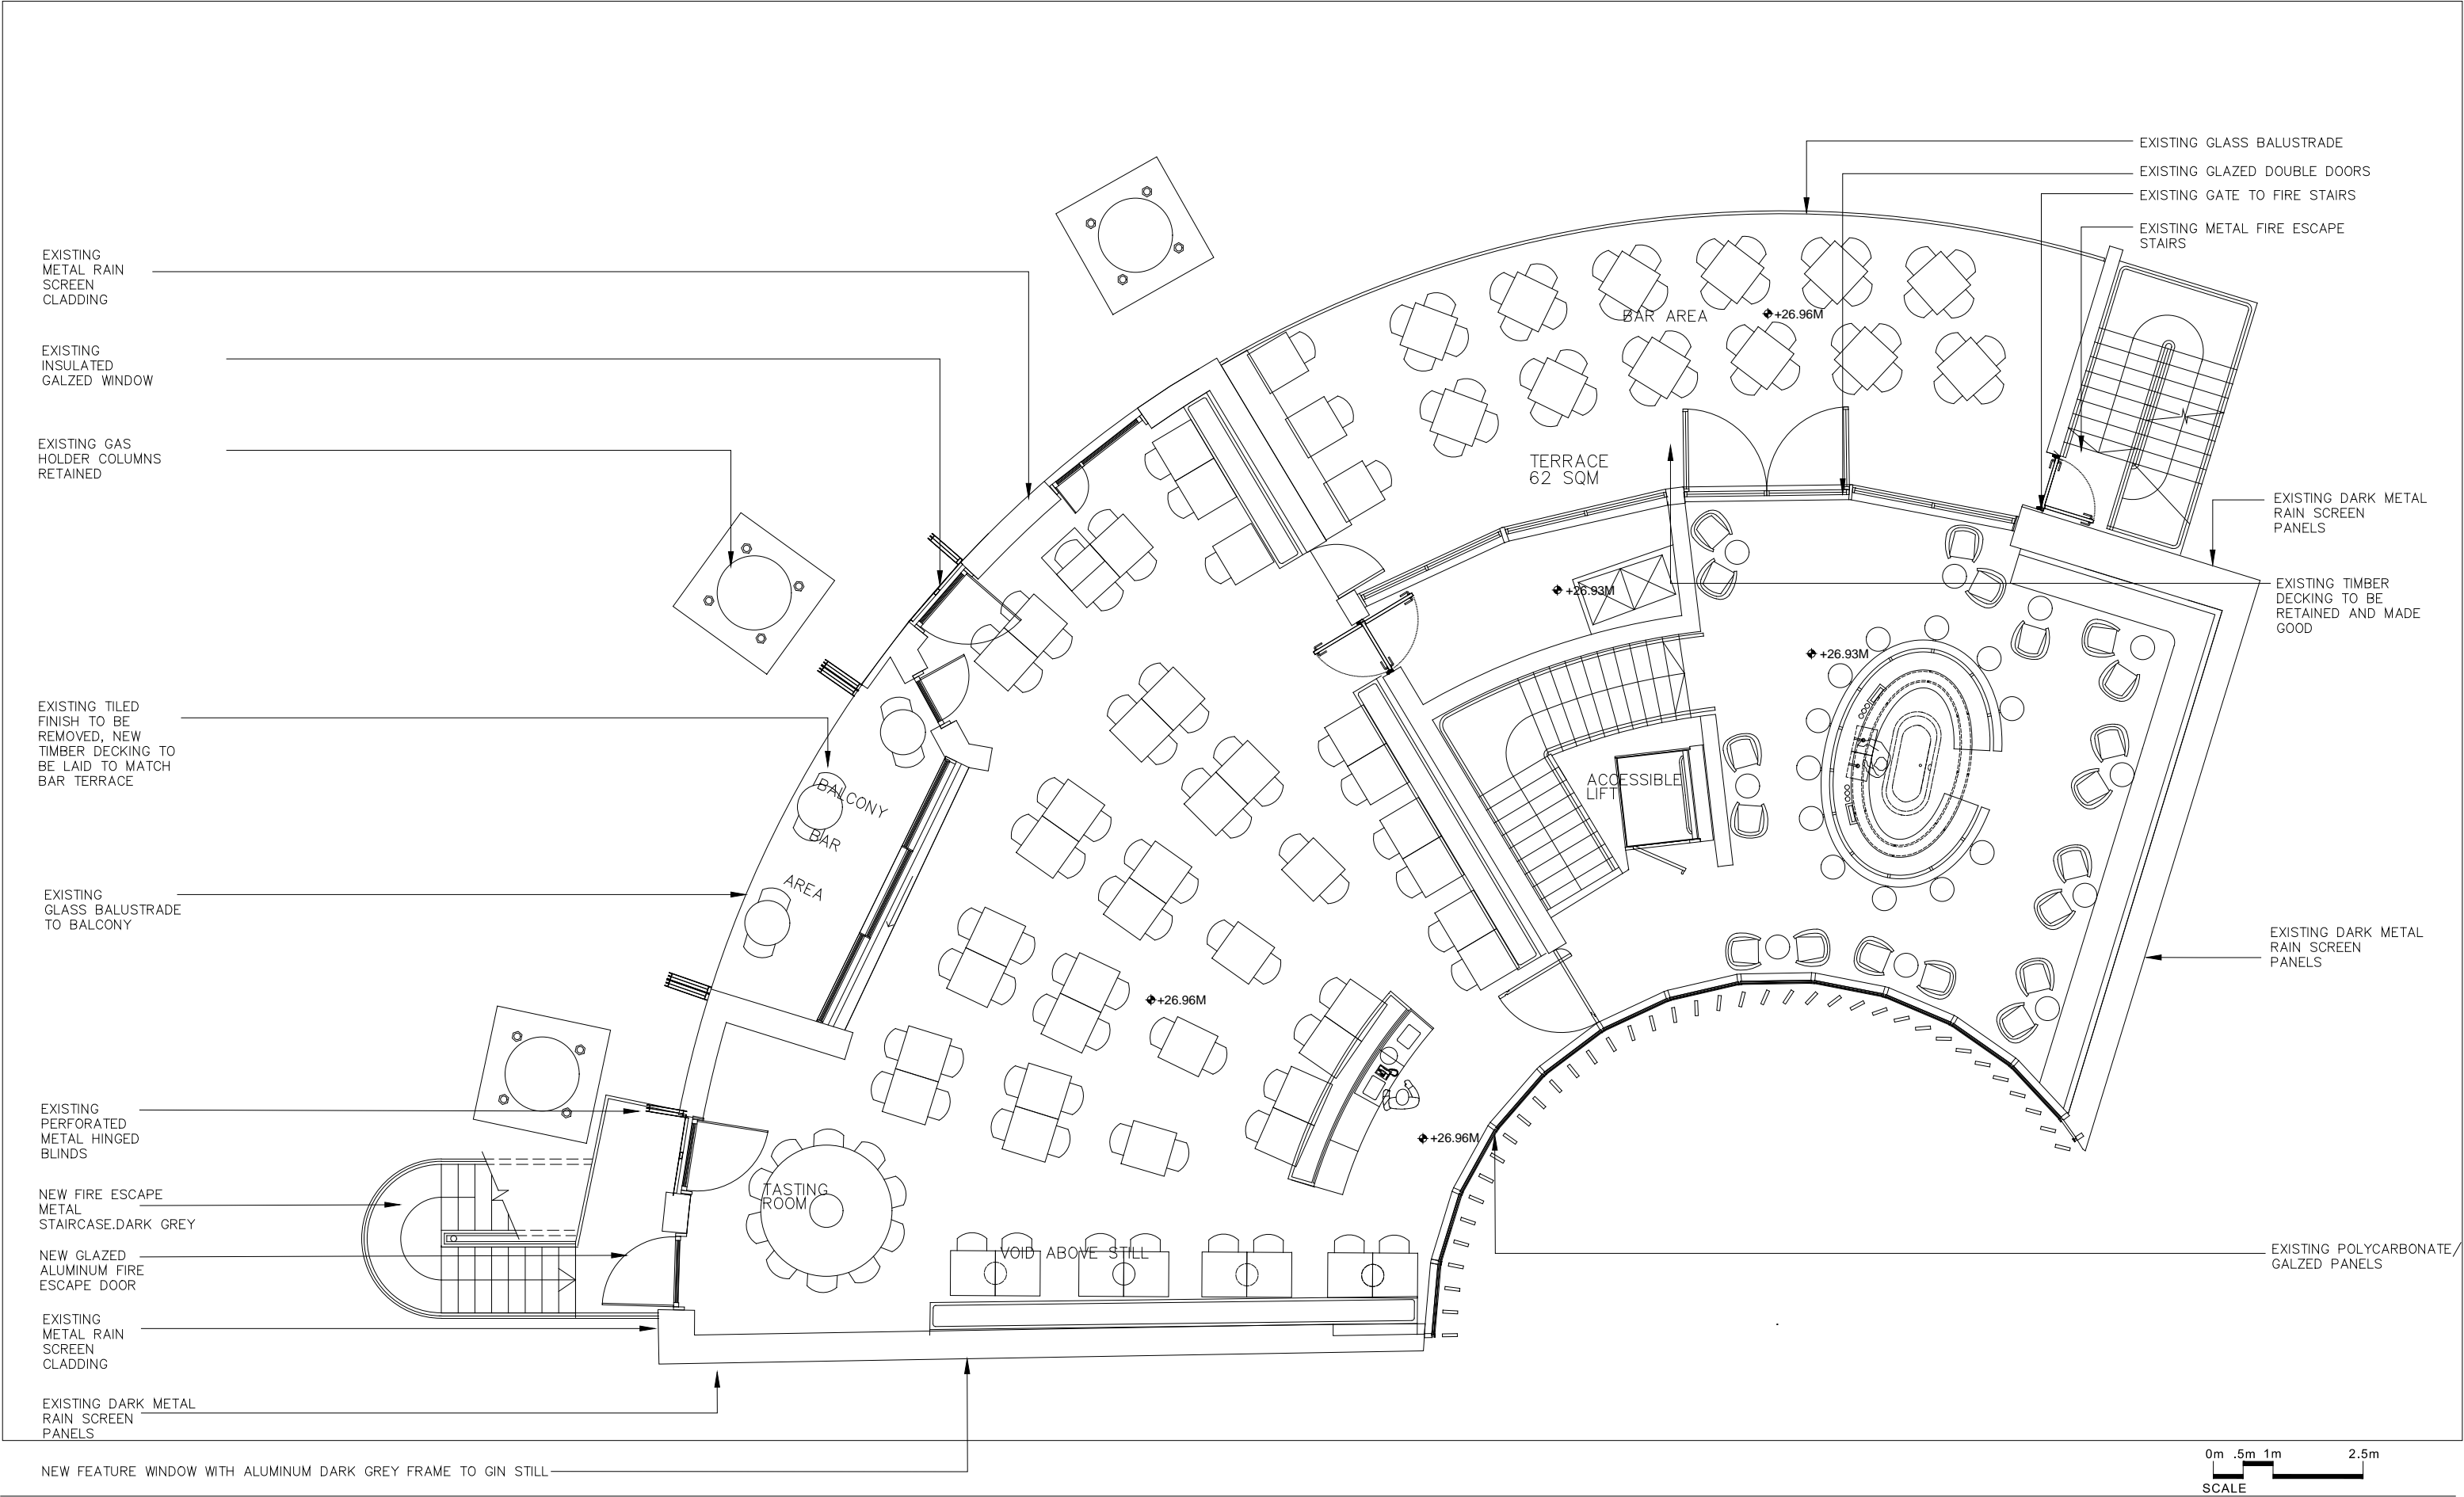 EXISTING
METAL RAIN
SCREEN
CLADDING
EXISTING
INSULATED
GALZED WINDOW
EXISTING GAS
HOLDER COLUMNS
RETAINED
EXISTING TILED
FINISH TO BE
REMOVED, NEW
TIMBER DECKING TO
BE LAID TO MATCH
BAR TERRACE
EXISTING
GLASS BALUSTRADE
TO BALCONY
EXISTING
PERFORATED
METAL HINGED
BLINDS
NEW FIRE ESCAPE
METAL
STAIRCASE.DARK GREY
NEW GLAZED
ALUMINUM FIRE
ESCAPE DOOR
EXISTING
METAL RAIN
SCREEN
CLADDING
EXISTING DARK METAL
RAIN SCREEN
PANELS
NEW FEATURE WINDOW WITH ALUMINUM DARK GREY FRAME TO GIN STILL
BAR AREA
+26.96M
TERRACE
62 SQM
+26.93M
+26.93M
ACCESSIBLE
LIFT
BALCONY
BAR
AREA
+26.96M
+26.96M
TASTING
ROOM
VOID ABOVE STILL
EXISTING GLASS BALUSTRADE
EXISTING GLAZED DOUBLE DOORS
EXISTING GATE TO FIRE STAIRS
EXISTING METAL FIRE ESCAPE
STAIRS
EXISTING DARK METAL
RAIN SCREEN
PANELS
EXISTING TIMBER
DECKING TO BE
RETAINED AND MADE
GOOD
EXISTING DARK METAL
RAIN SCREEN
PANELS
EXISTING POLYCARBONATE/
GALZED PANELS
0m .5m 1m 2.5m
SCALE